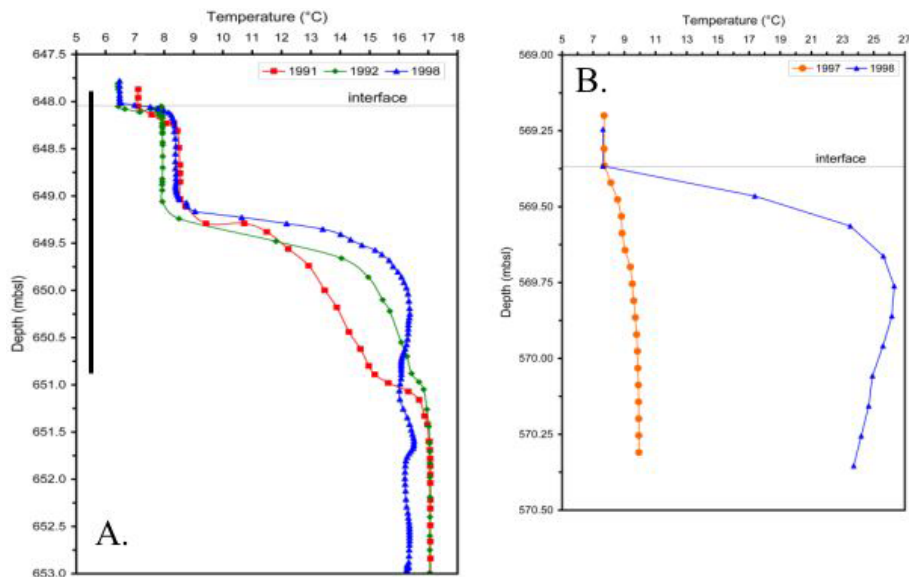 Temperature (°C)
6 7 8 9 10 11 12 13 14 15 16 17 18
647.5
648.0
648.5
649.0
649.5
650.0
650.5
651.0
651.5
652.0
652.5
653.0
Depth (mbsl)
1991 1992 1998
interface
A.
Temperature (°C)
5 7 9 11 13 15 17 19 21 23 25 27
569.00
569.25
569.50
569.75
570.00
570.25
570.50
Depth (mbsl)
B.
1997 1998
interface